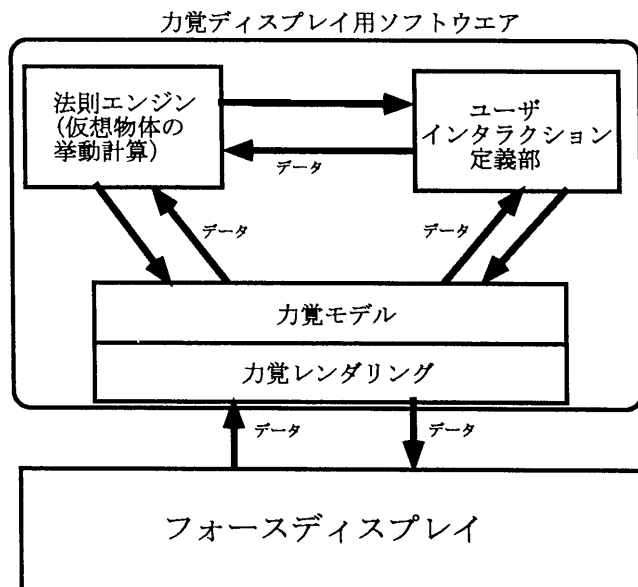 力覚ディスプレイ用ソフトウエア
法則エンジン
(仮想物体の
挙動計算)
ユーザ
インタラクション
定義部
データ
データ
データ
力覚モデル
力覚レンダリング
データ
データ
フォースディスプレイ